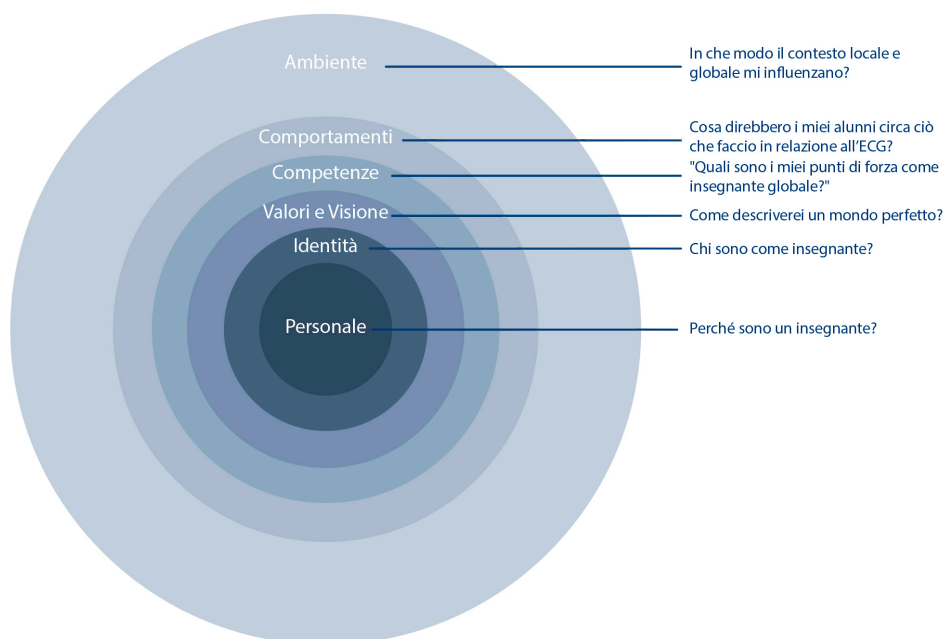 Ambiente
In che modo il contesto locale e
globale mi influenzano?
Comportamenti
Cosa direbbero i miei alunni circa ciò
che faccio in relazione all'ECG?
Competenze
"Quali sono i miei punti di forza come
insegnante globale?"
Valori e Visione
Come descriverei un mondo perfetto?
Identità
Chi sono come insegnante?
Personale
Perché sono un insegnante?